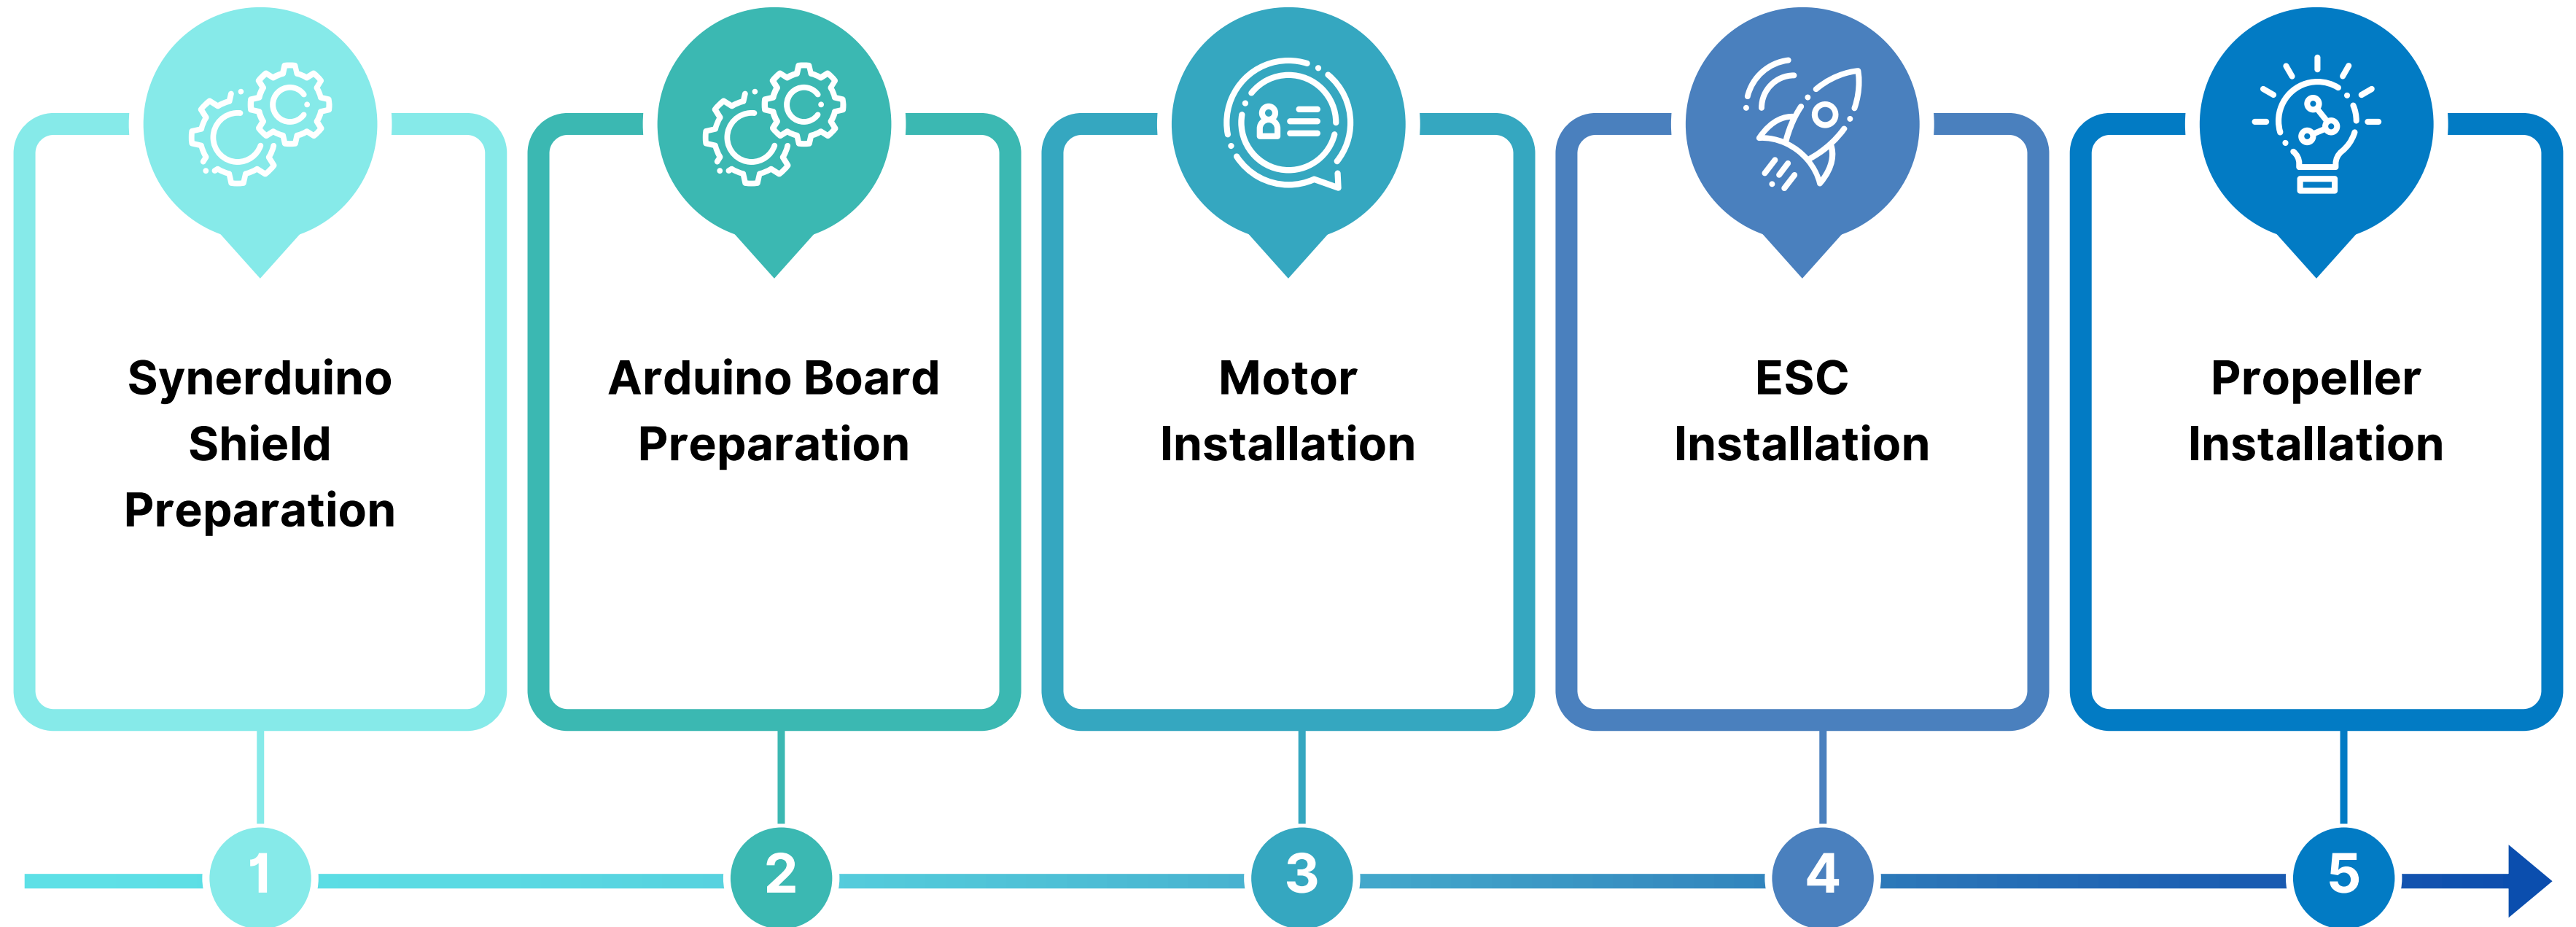 Synerduino
Shield
Preparation
Arduino Board
Preparation
Motor
Installation
ESC
Installation
Propeller
Installation
1
2
3
4
5